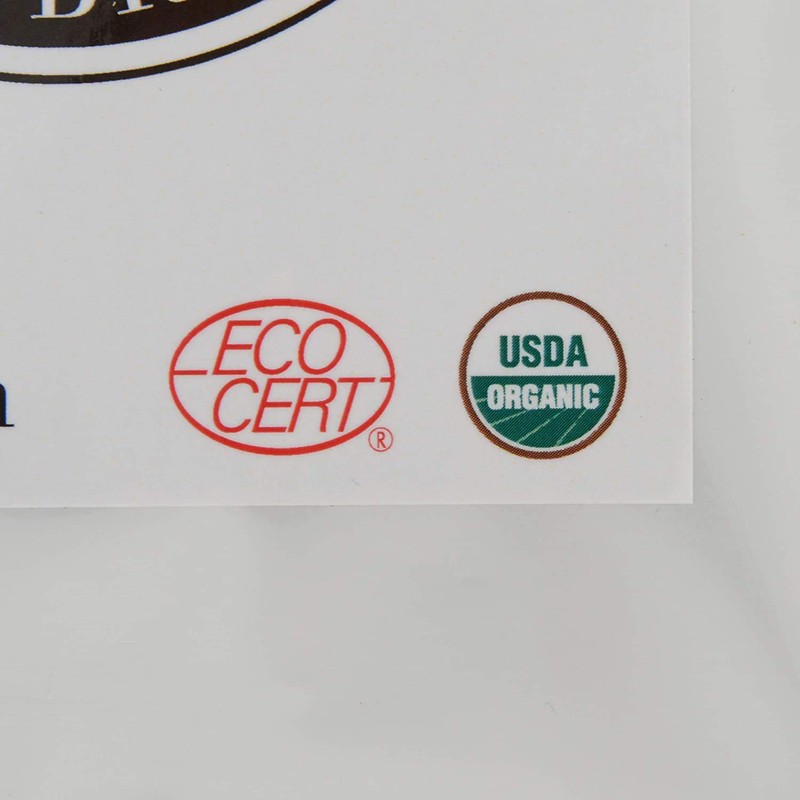 ECO
CERT
®
USDA
ORGANIC